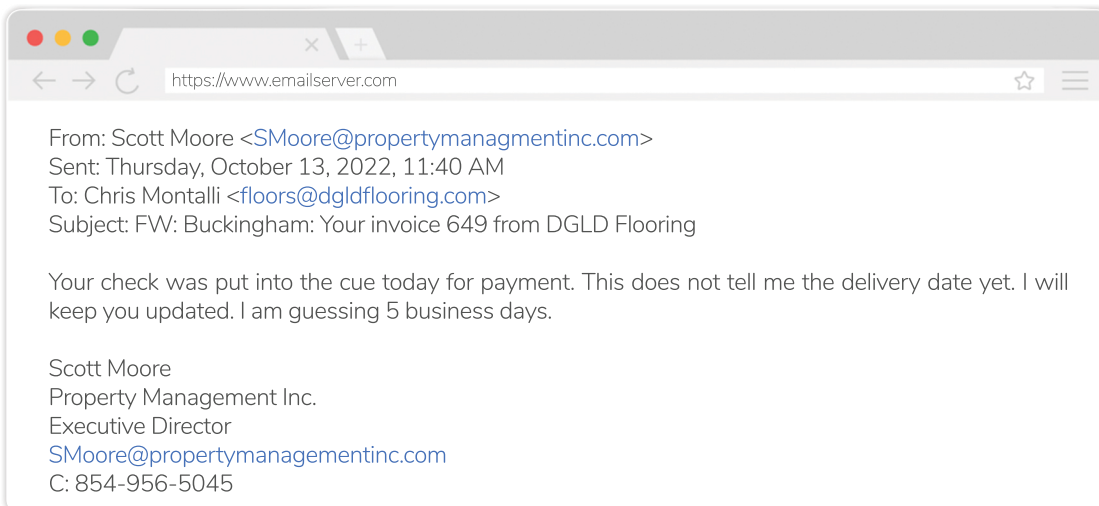 https://www.emailserver.com
From: Scott Moore <SMoore@propertymanagmentinc.com>
Sent: Thursday, October 13, 2022, 11:40 AM
To: Chris Montalli <floors@dgldflooring.com>
Subject: FW: Buckingham: Your invoice 649 from DGLD Flooring
Your check was put into the cue today for payment. This does not tell me the delivery date yet. I will
keep you updated. I am guessing 5 business days.
Scott Moore
Property Management Inc.
Executive Director
SMoore@propertymanagementinc.com
C: 854-956-5045